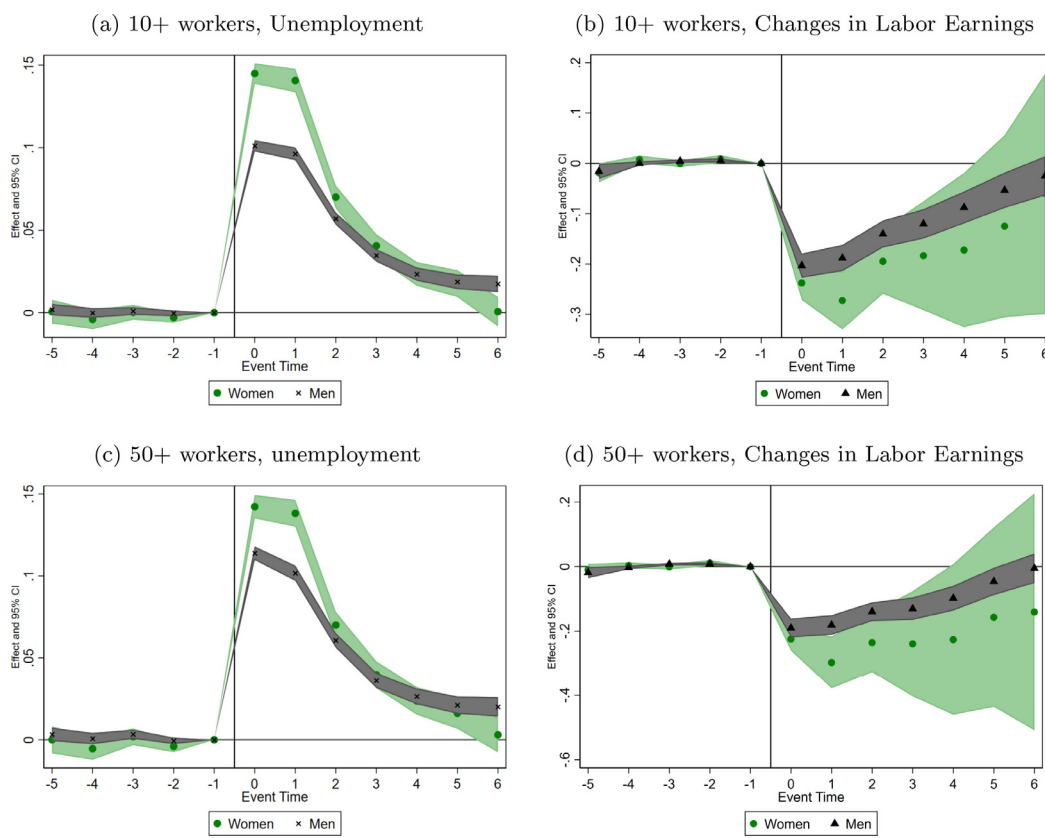 (a) 10+ workers, Unemployment
Effect and 95% CI
.15
.1
.05
0
-5 -4 -3 -2 -1 0 1 2 3 4 5 6
Event Time
Women Men
(b) 10+ workers, Changes in Labor Earnings
Effect and 95% CI
.2
.1
0
-.1
-.2
-.3
-5 -4 -3 -2 -1 0 1 2 3 4 5 6
Event Time
Women Men
(c) 50+ workers, unemployment
Effect and 95% CI
.15
.1
.05
0
-5 -4 -3 -2 -1 0 1 2 3 4 5 6
Event Time
Women Men
(d) 50+ workers, Changes in Labor Earnings
Effect and 95% CI
.2
0
-.2
-.4
-.6
-5 -4 -3 -2 -1 0 1 2 3 4 5 6
Event Time
Women Men